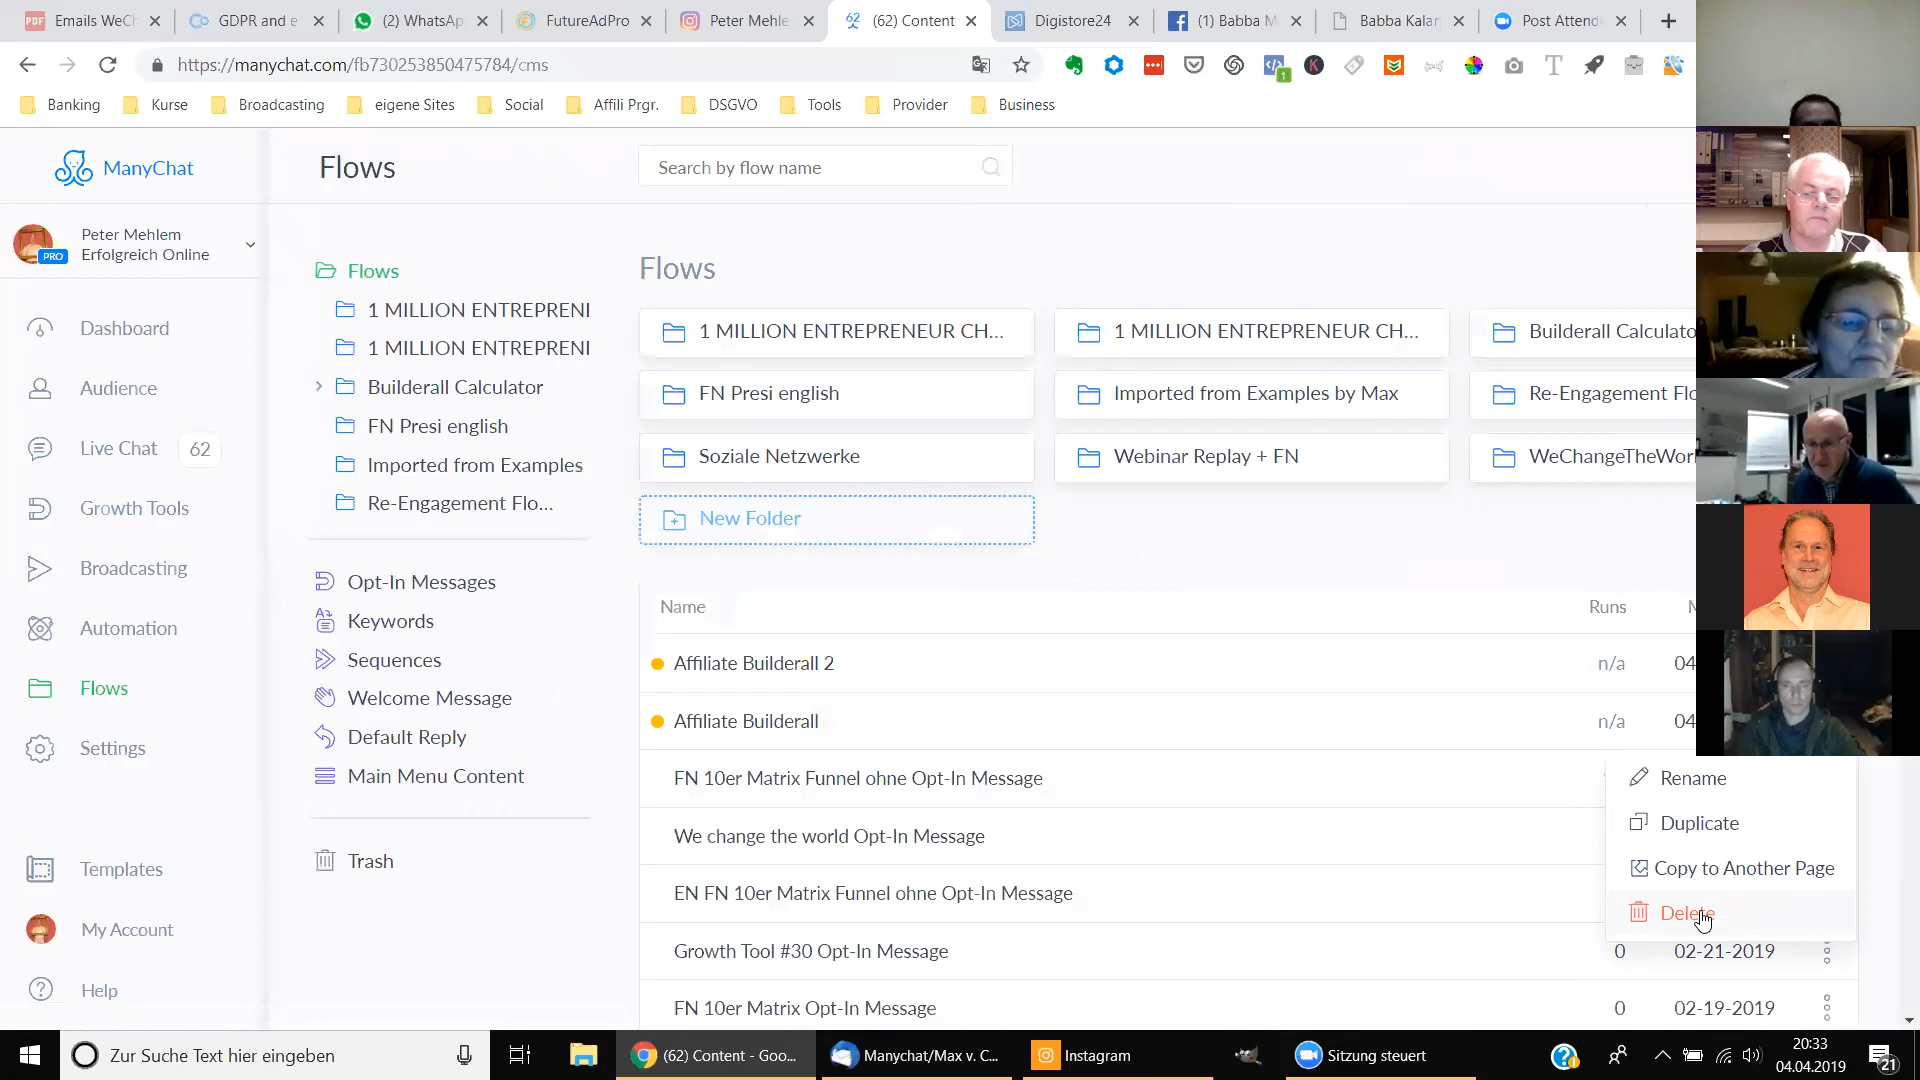 Emails WeCh
GDPR and e
(2) WhatsAp
FutureAdPro
Peter Mehle
(62) Content
Digistore24
(1) Babba M
Babba Kalan
Post Attende
https://manychat.com/fb730253850475784/cms
Banking
Kurse
Broadcasting
eigene Sites
Social
Affili Prgr.
DSGVO
Tools
Provider
Business
ManyChat
Flows
Search by flow name
Peter Mehlem
Erfolgreich Online
PRO
Dashboard
Audience
Live Chat 62
Growth Tools
Broadcasting
Automation
Flows
Settings
Templates
My Account
Help
Flows
1 MILLION ENTREPRENI
1 MILLION ENTREPRENI
Builderall Calculator
FN Presi english
Imported from Examples
Re-Engagement Flo...
Opt-In Messages
Keywords
Sequences
Welcome Message
Default Reply
Main Menu Content
Trash
Flows
1 MILLION ENTREPRENEUR CH...
1 MILLION ENTREPRENEUR CH...
Builderall Calculato
FN Presi english
Imported from Examples by Max
Re-Engagement Flo
Soziale Netzwerke
Webinar Replay + FN
WeChangeTheWor
New Folder
Name Runs M
Affiliate Builderall 2 n/a 04
Affiliate Builderall n/a 04
FN 10er Matrix Funnel ohne Opt-In Message
We change the world Opt-In Message
EN FN 10er Matrix Funnel ohne Opt-In Message
Growth Tool #30 Opt-In Message 0 02-21-2019
FN 10er Matrix Opt-In Message 0 02-19-2019
Rename
Duplicate
Copy to Another Page
Delete
Zur Suche Text hier eingeben
(62) Content - Goo...
Manychat/Max v. C...
Instagram
Sitzung steuert
20:33
04.04.2019
21